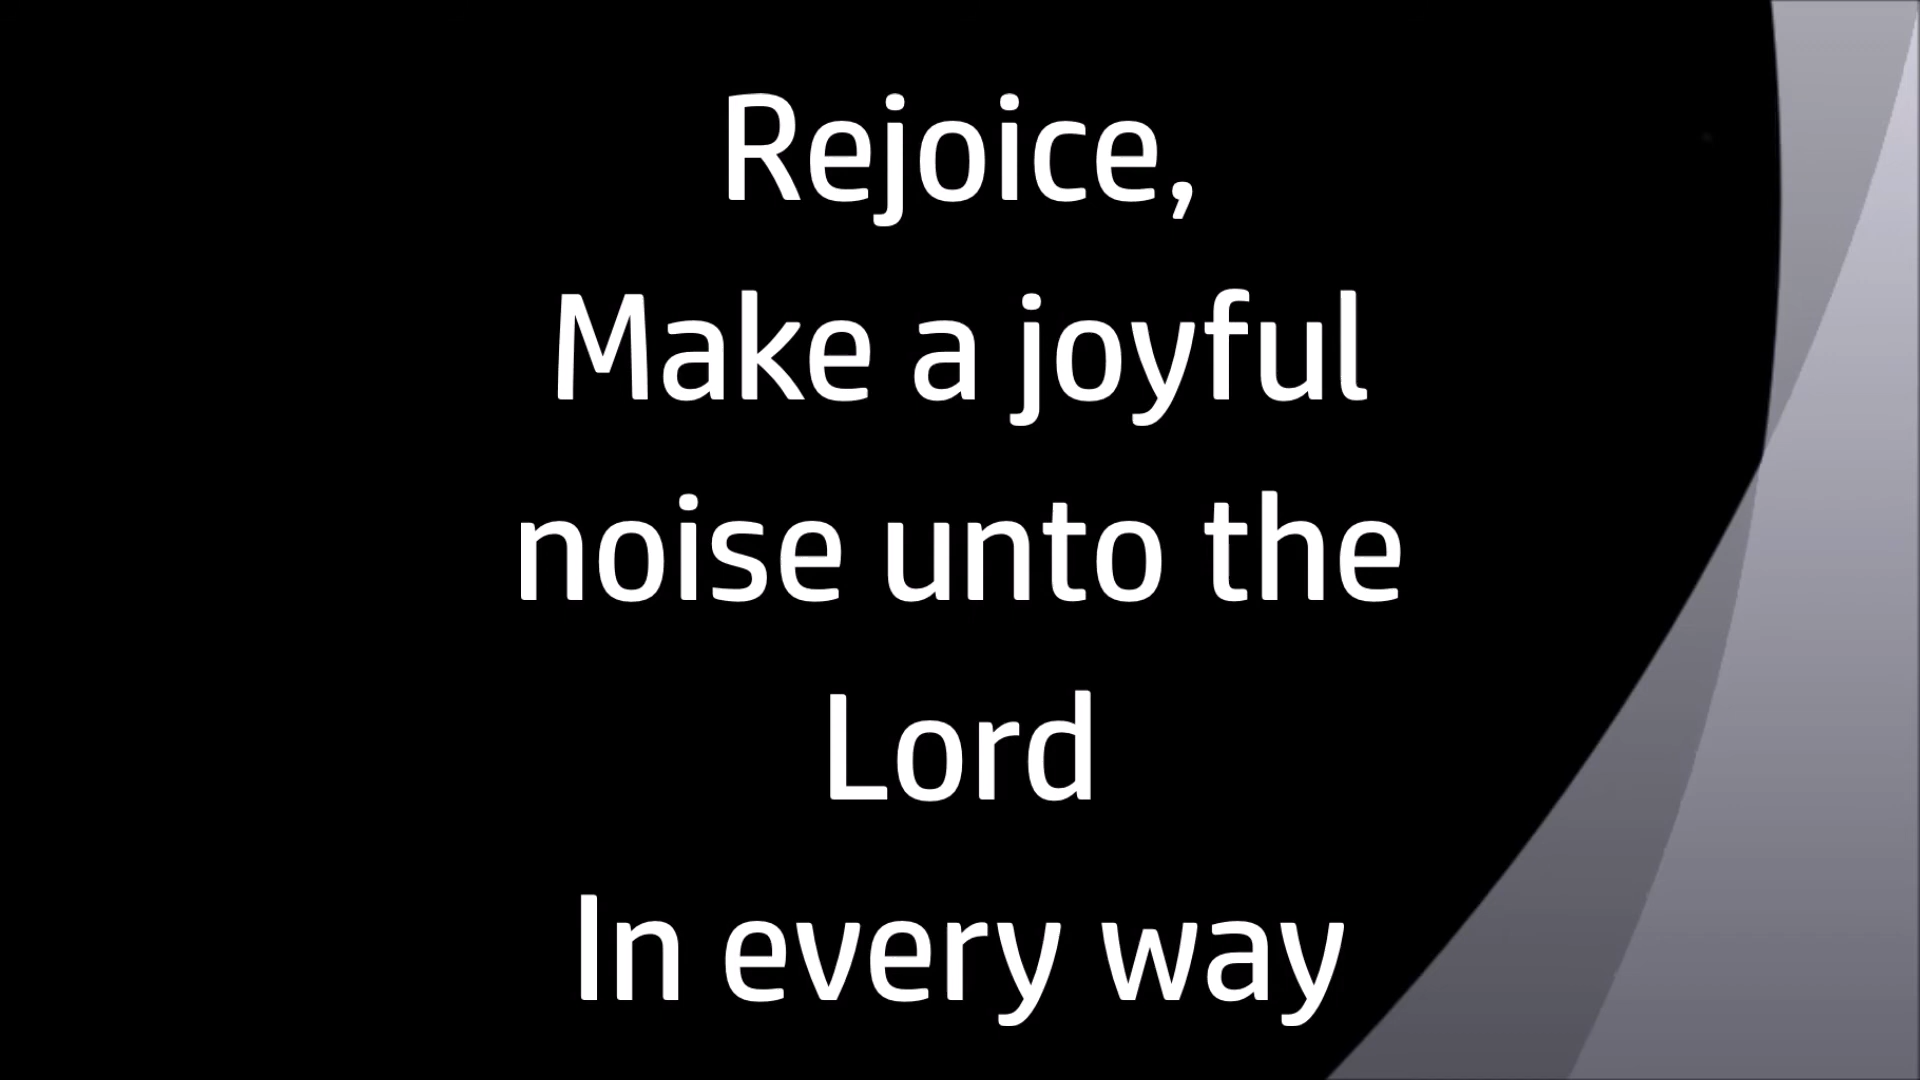 Rejoice,
Make a joyful
noise unto the
Lord
In every way